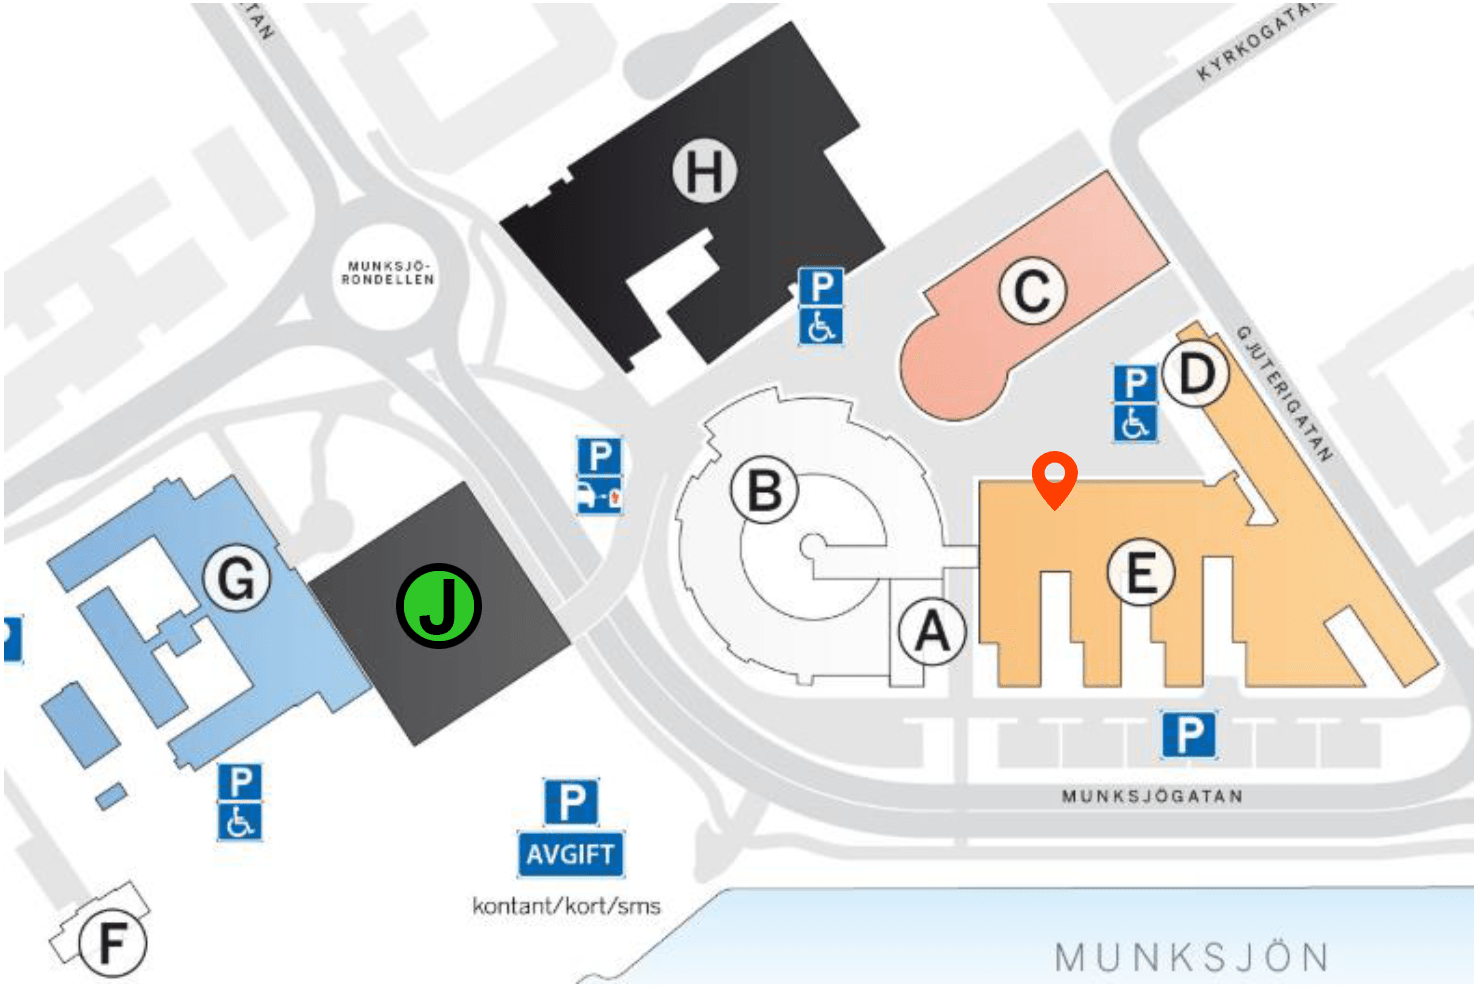 TAN
KYRKOGATAN
H
MUNKSJÖ-
RONDELLEN
P
C
GJUTERIGATAN
D
P
P
B
G
J
E
A
P
MUNKSJÖGATAN
P
P
AVGIFT
kontant/kort/sms
F
MUNKSJÖN